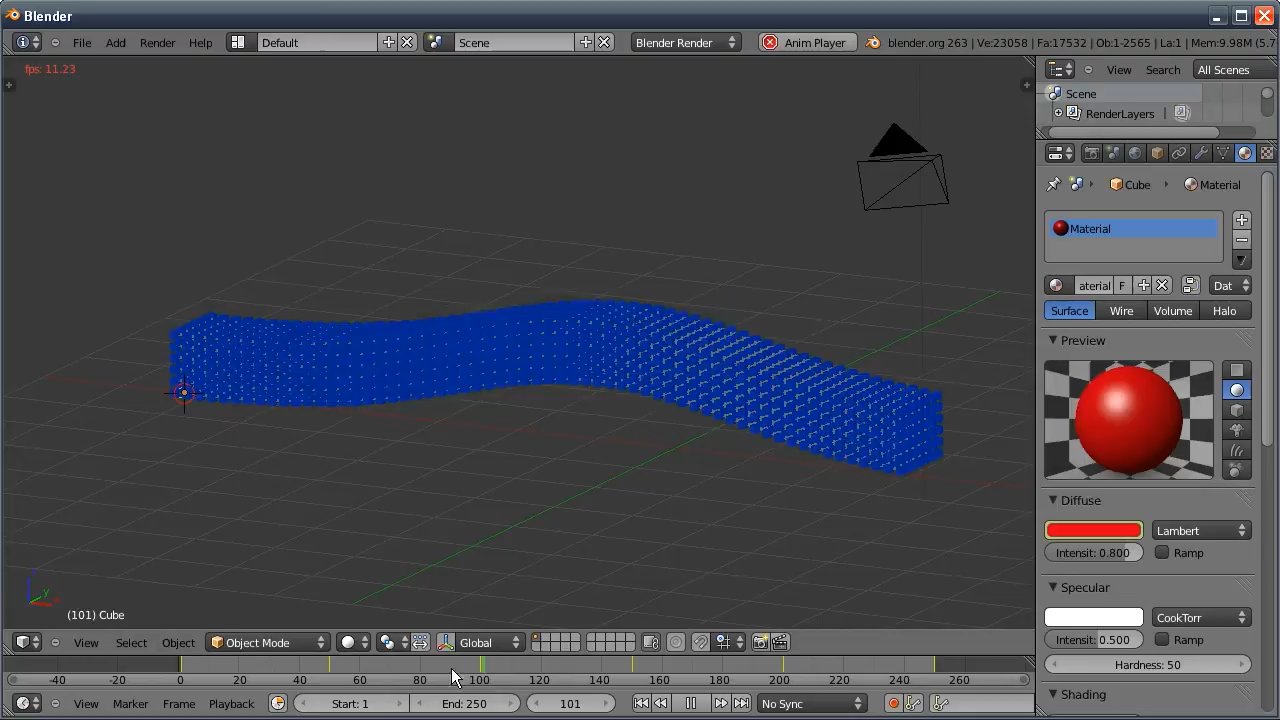 Blender
File Add Render Help Default Scene Blender Render Anim Player blender.org 263 | Ve:23058 | Fa:17532 | Ob:1-2565 | La:1 | Mem:9.98M (5.7
fps: 11.23
View Search All Scenes
Scene
RenderLayers
Cube Material
Material
aterial F Dat
Surface Wire Volume Halo
Preview
Diffuse
Lambert
Intensit: 0.800 Ramp
Specular
CookTorr
Intensit: 0.500 Ramp
Hardness: 50
Shading
y
(101) Cube
View Select Object Object Mode Global
-40 -20 0 20 40 60 80 100 120 140 160 180 200 220 240 260
View Marker Frame Playback Start: 1 End: 250 101 No Sync